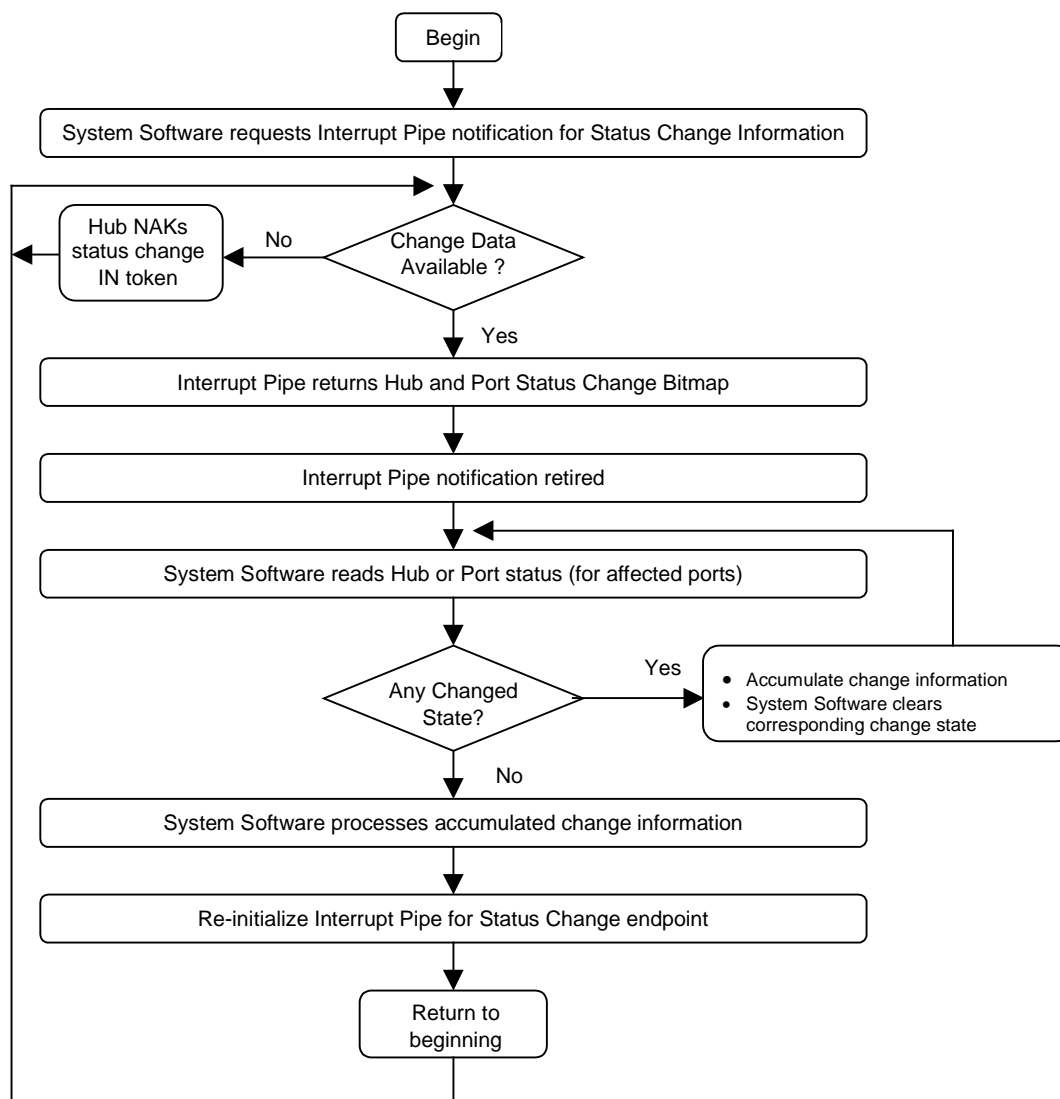 Begin
System Software requests Interrupt Pipe notification for Status Change Information
Hub NAKs
status change
IN token
No
Change Data
Available ?
Yes
Interrupt Pipe returns Hub and Port Status Change Bitmap
Interrupt Pipe notification retired
System Software reads Hub or Port status (for affected ports)
Any Changed
State?
Yes
• Accumulate change information
• System Software clears
corresponding change state
No
System Software processes accumulated change information
Re-initialize Interrupt Pipe for Status Change endpoint
Return to
beginning